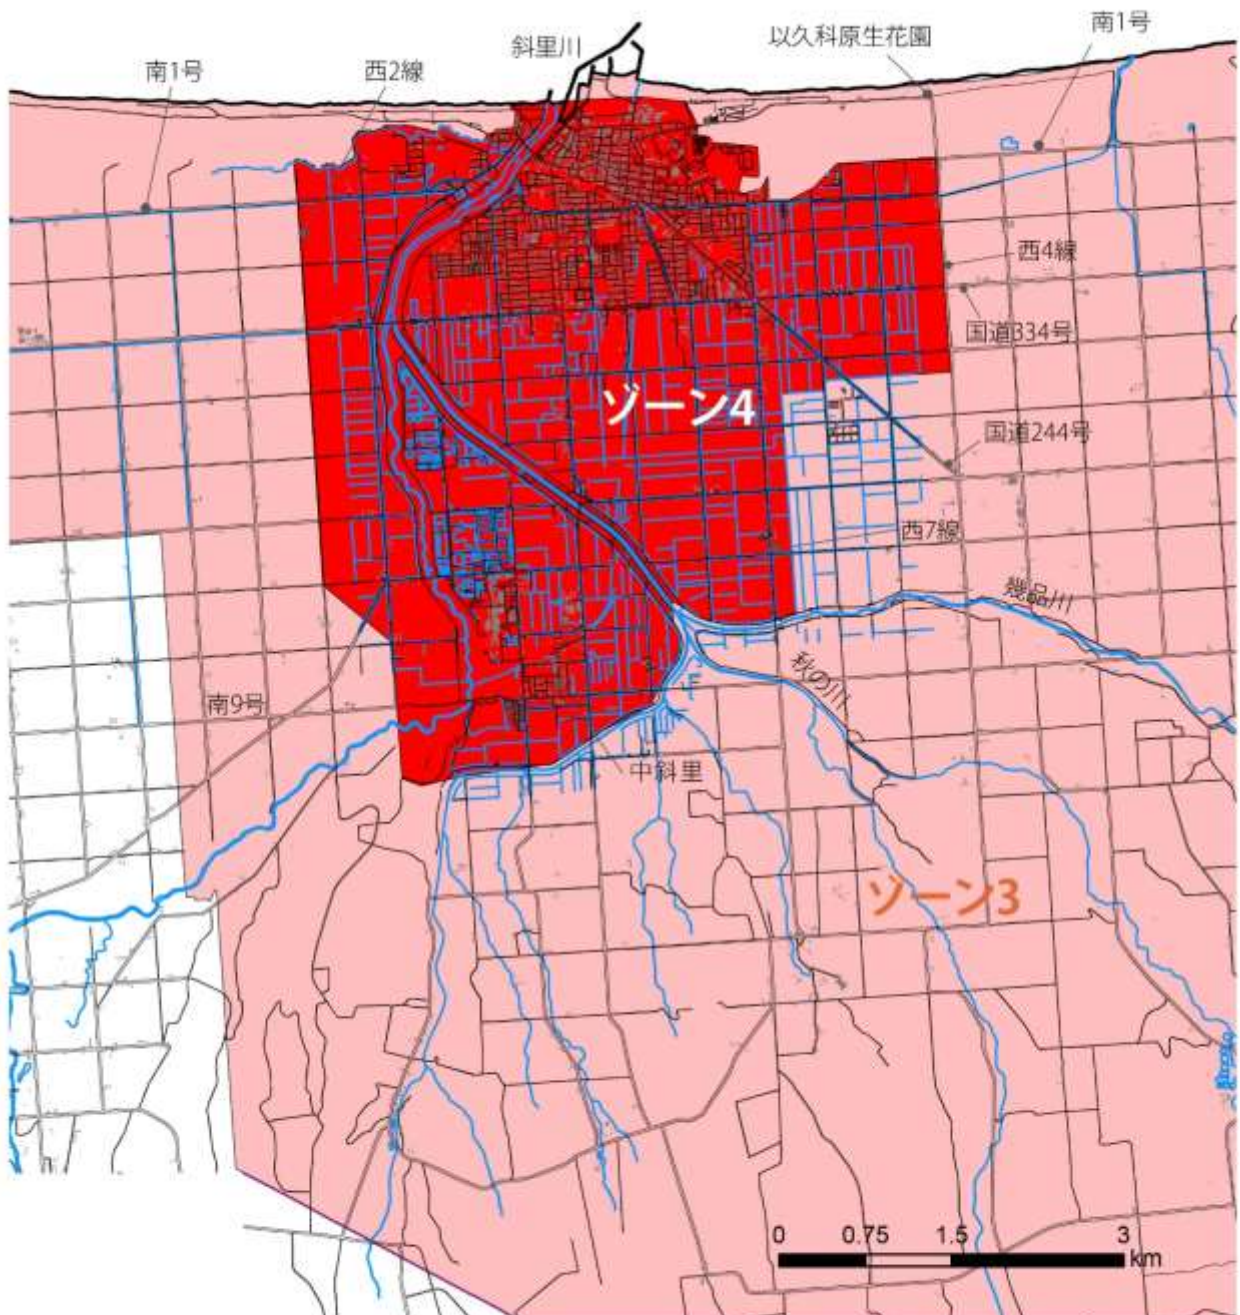 南1号
斜里川
以久科原生花園
南1号
西2線
西4線
国道334号
ゾーン4
国道244号
西7線
幾品川
秋の川
南9号
中斜里
ゾーン3
0 0.75 1.5 3
km